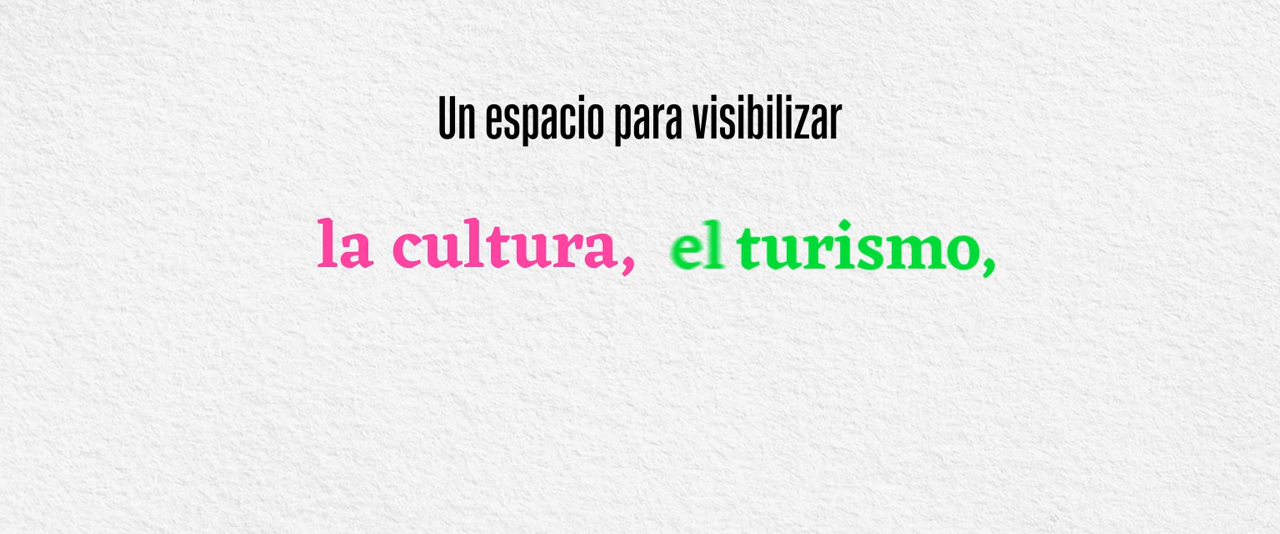 Un espacio para visibilizar
la cultura, el turismo,